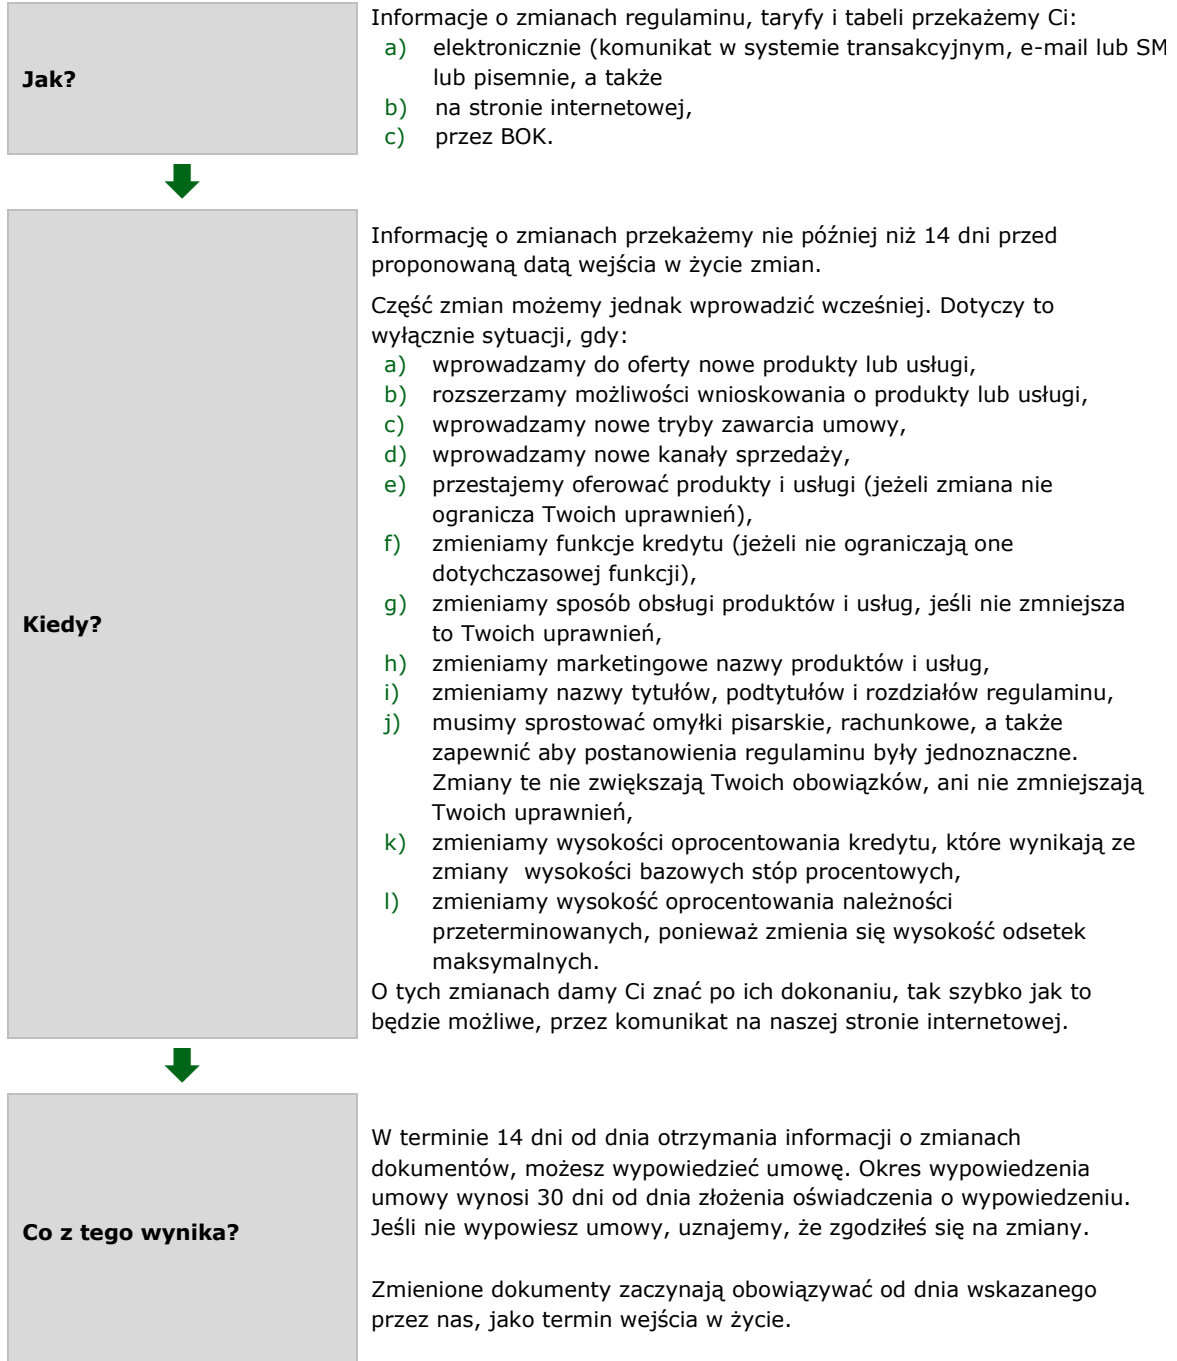 Jak?
Informacje o zmianach regulaminu, taryfy i tabeli przekażemy Ci:
a) elektronicznie (komunikat w systemie transakcyjnym, e-mail lub SM
lub pisemnie, a także
b) na stronie internetowej,
c) przez BOK.
Kiedy?
Informację o zmianach przekażemy nie później niż 14 dni przed
proponowaną datą wejścia w życie zmian.
Część zmian możemy jednak wprowadzić wcześniej. Dotyczy to
wyłącznie sytuacji, gdy:
a) wprowadzamy do oferty nowe produkty lub usługi,
b) rozszerzamy możliwości wnioskowania o produkty lub usługi,
c) wprowadzamy nowe tryby zawarcia umowy,
d) wprowadzamy nowe kanały sprzedaży,
e) przestajemy oferować produkty i usługi (jeżeli zmiana nie
ogranicza Twoich uprawnień),
f) zmieniamy funkcje kredytu (jeżeli nie ograniczają one
dotychczasowej funkcji),
g) zmieniamy sposób obsługi produktów i usług, jeśli nie zmniejsza
to Twoich uprawnień,
h) zmieniamy marketingowe nazwy produktów i usług,
i) zmieniamy nazwy tytułów, podtytułów i rozdziałów regulaminu,
j) musimy sprostować omyłki pisarskie, rachunkowe, a także
zapewnić aby postanowienia regulaminu były jednoznaczne.
Zmiany te nie zwiększają Twoich obowiązków, ani nie zmniejszają
Twoich uprawnień,
k) zmieniamy wysokości oprocentowania kredytu, które wynikają ze
zmiany wysokości bazowych stóp procentowych,
l) zmieniamy wysokość oprocentowania należności
przeterminowanych, ponieważ zmienia się wysokość odsetek
maksymalnych.
O tych zmianach damy Ci znać po ich dokonaniu, tak szybko jak to
będzie możliwe, przez komunikat na naszej stronie internetowej.
Co z tego wynika?
W terminie 14 dni od dnia otrzymania informacji o zmianach
dokumentów, możesz wypowiedzieć umowę. Okres wypowiedzenia
umowy wynosi 30 dni od dnia złożenia oświadczenia o wypowiedzeniu.
Jeśli nie wypowiesz umowy, uznajemy, że zgodziłeś się na zmiany.
Zmienione dokumenty zaczynają obowiązywać od dnia wskazanego
przez nas, jako termin wejścia w życie.